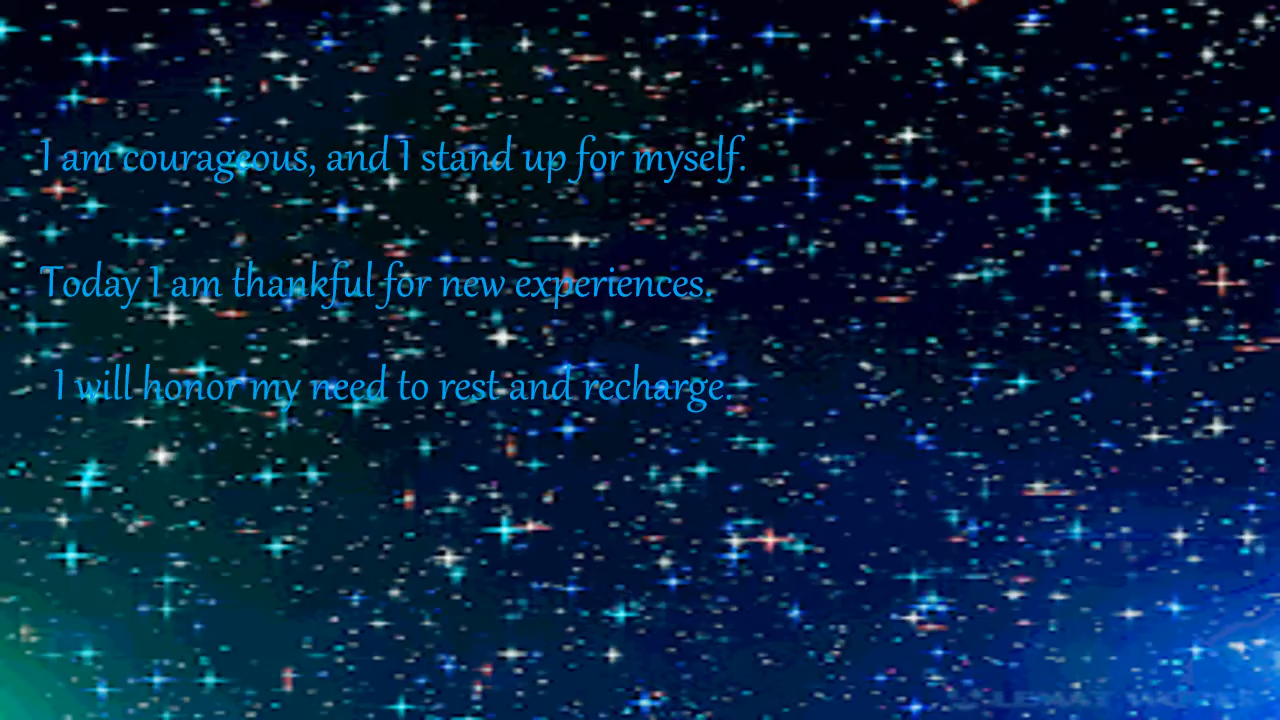 I am courageous, and I stand up for myself.
Today I am thankful for new experiences.
I will honor my need to rest and recharge.